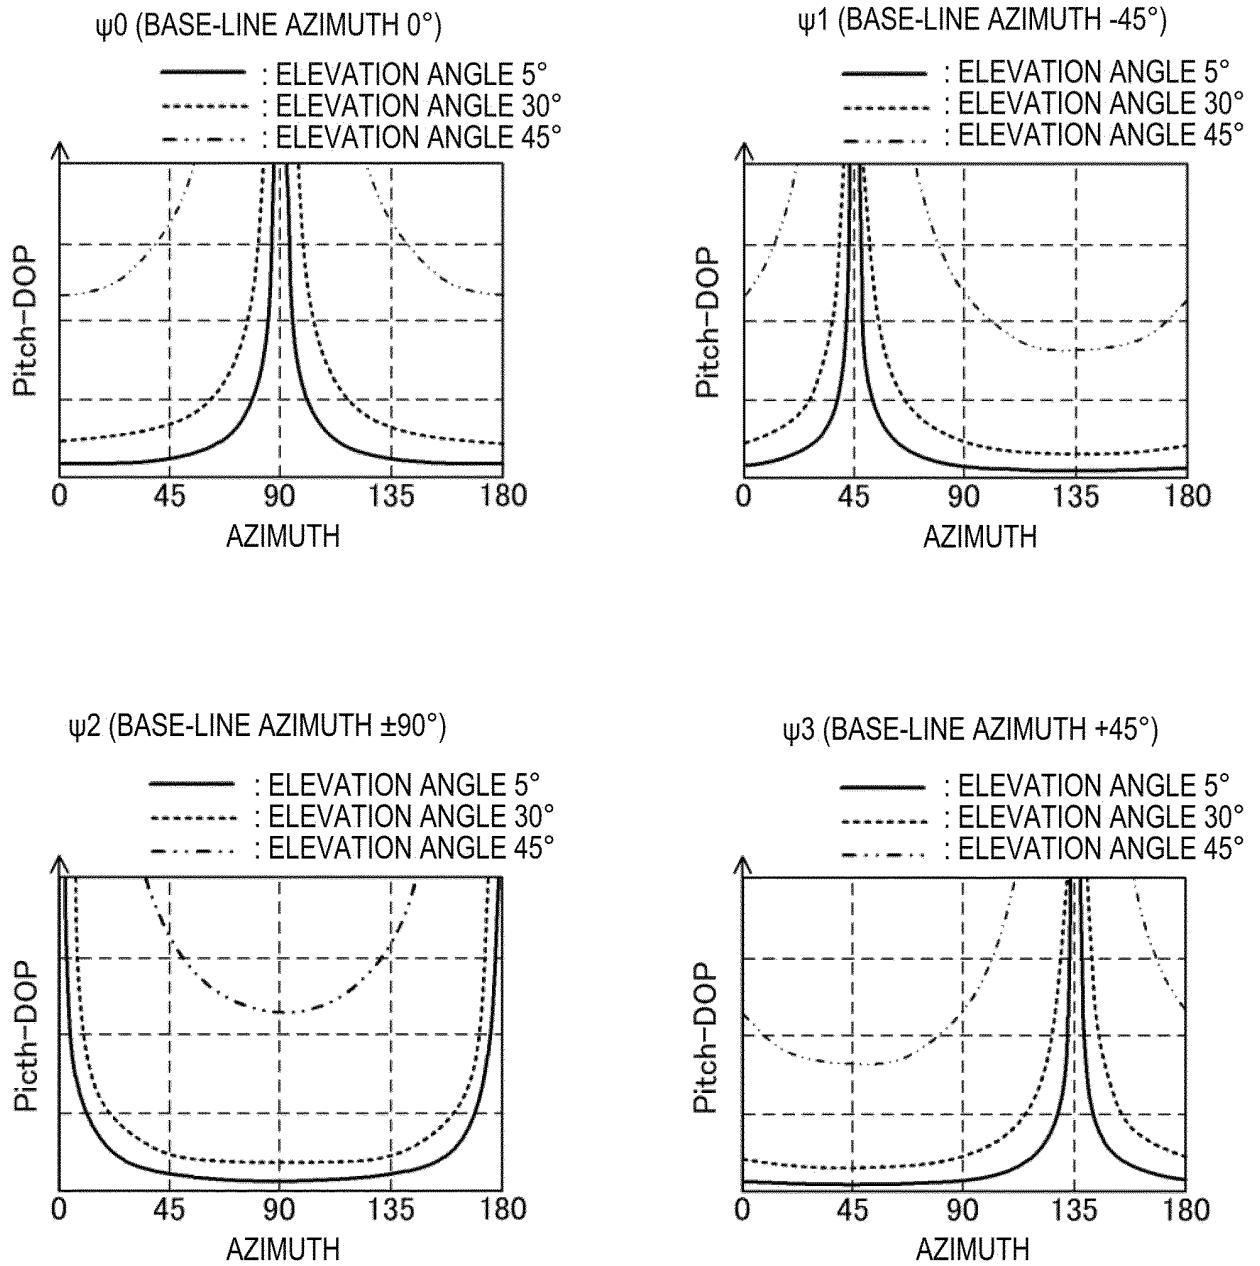 ψ0 (BASE-LINE AZIMUTH 0°)
: ELEVATION ANGLE 5°
: ELEVATION ANGLE 30°
: ELEVATION ANGLE 45°
Pitch-DOP
0 45 90 135 180
AZIMUTH
ψ1 (BASE-LINE AZIMUTH -45°)
: ELEVATION ANGLE 5°
: ELEVATION ANGLE 30°
: ELEVATION ANGLE 45°
Pitch-DOP
0 45 90 135 180
AZIMUTH
ψ2 (BASE-LINE AZIMUTH ±90°)
: ELEVATION ANGLE 5°
: ELEVATION ANGLE 30°
: ELEVATION ANGLE 45°
Picth-DOP
0 45 90 135 180
AZIMUTH
ψ3 (BASE-LINE AZIMUTH +45°)
: ELEVATION ANGLE 5°
: ELEVATION ANGLE 30°
: ELEVATION ANGLE 45°
Pitch-DOP
0 45 90 135 180
AZIMUTH